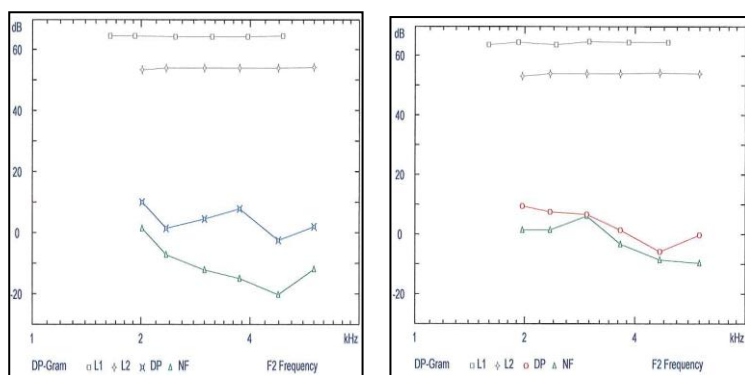 dB
60
40
20
0
-20
1
2
4
kHz
DP-Gram □ L1 ✧ L2 ¤ DP △ NF F2 Frequency
dB
60
40
20
0
-20
1
2
4
kHz
DP-Gram □ L1 ✧ L2 o DP △ NF F2 Frequency